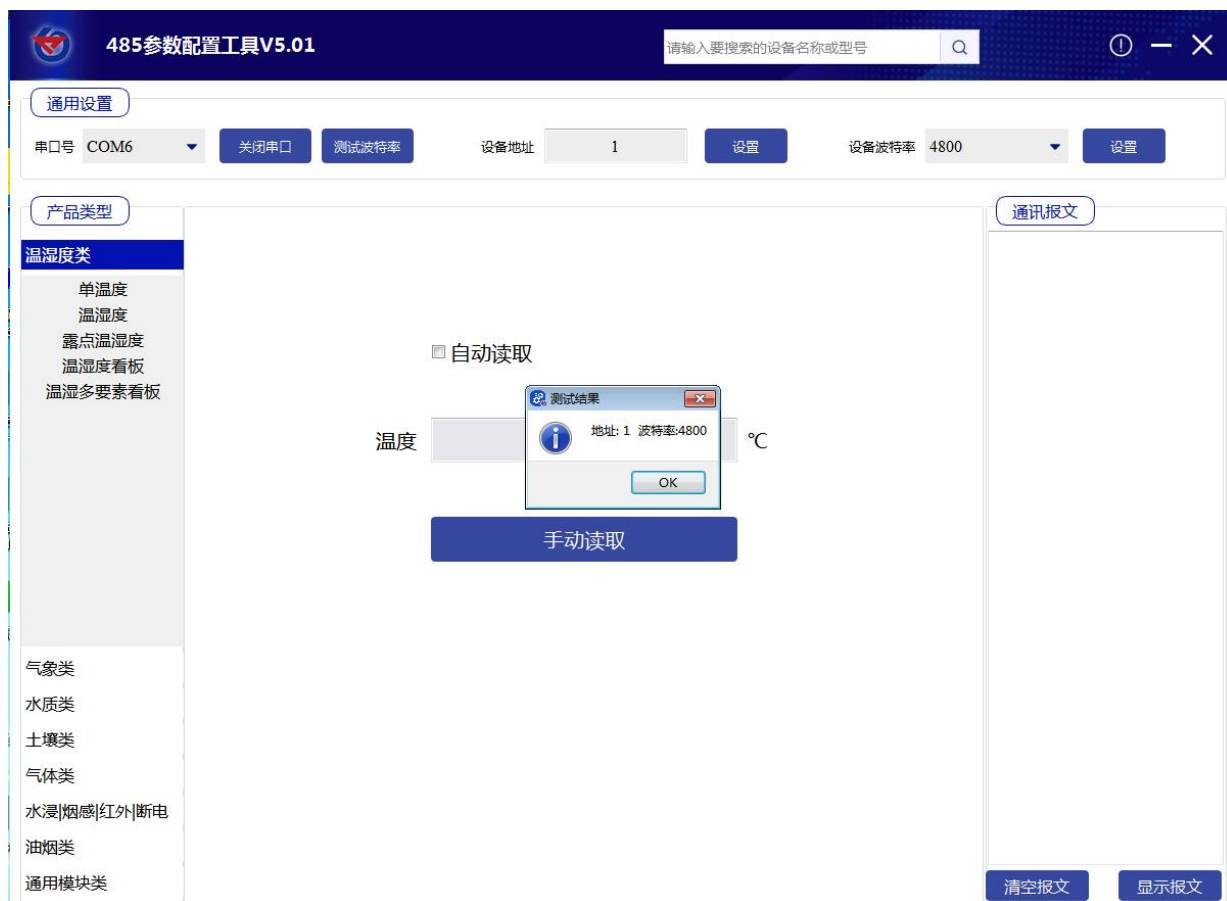 485参数配置工具V5.01
请输入要搜索的设备名称或型号
通用设置
串口号 COM6 关闭串口 测试波特率 设备地址 1 设置 设备波特率 4800 设置
产品类型
通讯报文
温湿度类
单温度
温湿度
露点温湿度
温湿度看板
温湿多要素看板
自动读取
测试结果
地址: 1 波特率:4800
温度 ℃
OK
手动读取
气象类
水质类
土壤类
气体类
水浸|烟感|红外|断电
油烟类
通用模块类
清空报文 显示报文